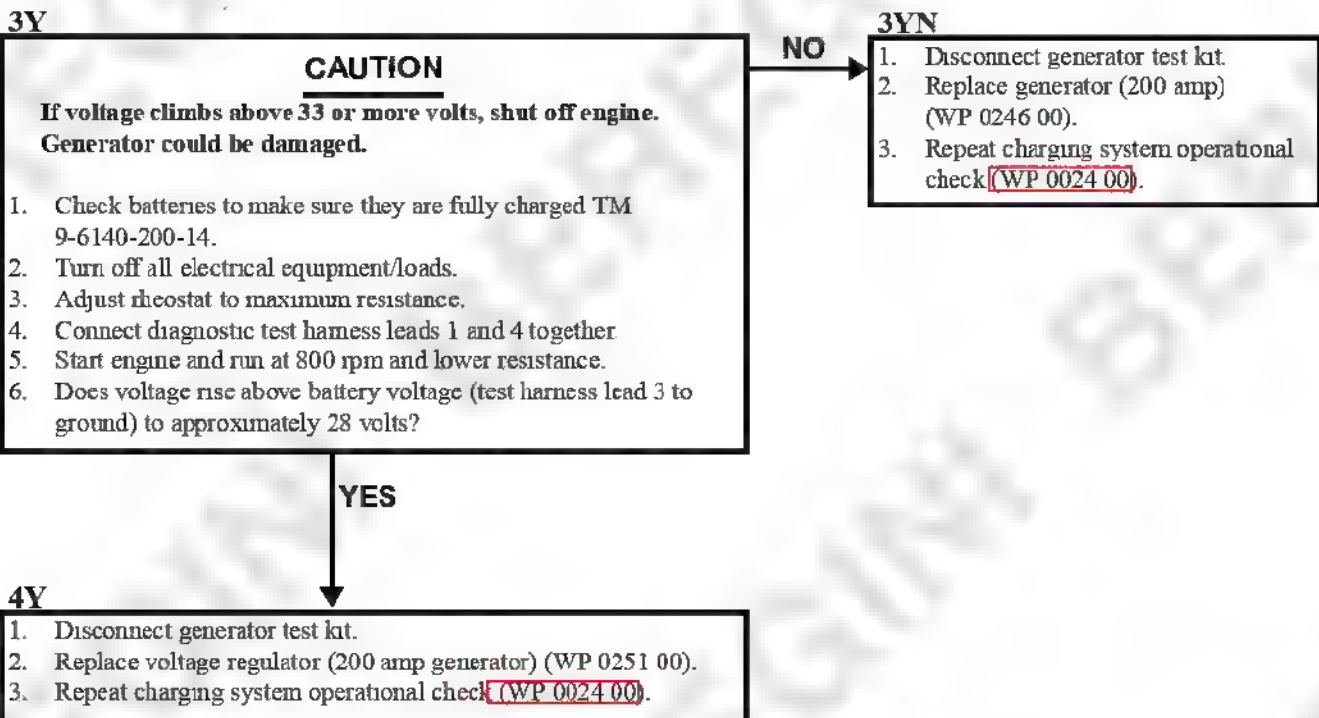 3Y
CAUTION
If voltage climbs above 33 or more volts, shut off engine.
Generator could be damaged.
1. Check batteries to make sure they are fully charged TM
9-6140-200-14.
2. Turn off all electrical equipment/loads.
3. Adjust rheostat to maximum resistance.
4. Connect diagnostic test harness leads 1 and 4 together
5. Start engine and run at 800 rpm and lower resistance.
6. Does voltage rise above battery voltage (test harness lead 3 to
ground) to approximately 28 volts?
NO
3YN
1. Disconnect generator test kit.
2. Replace generator (200 amp)
(WP 0246 00).
3. Repeat charging system operational
check (WP 0024 00).
YES
4Y
1. Disconnect generator test kit.
2. Replace voltage regulator (200 amp generator) (WP 0251 00).
3. Repeat charging system operational check (WP 0024 00).